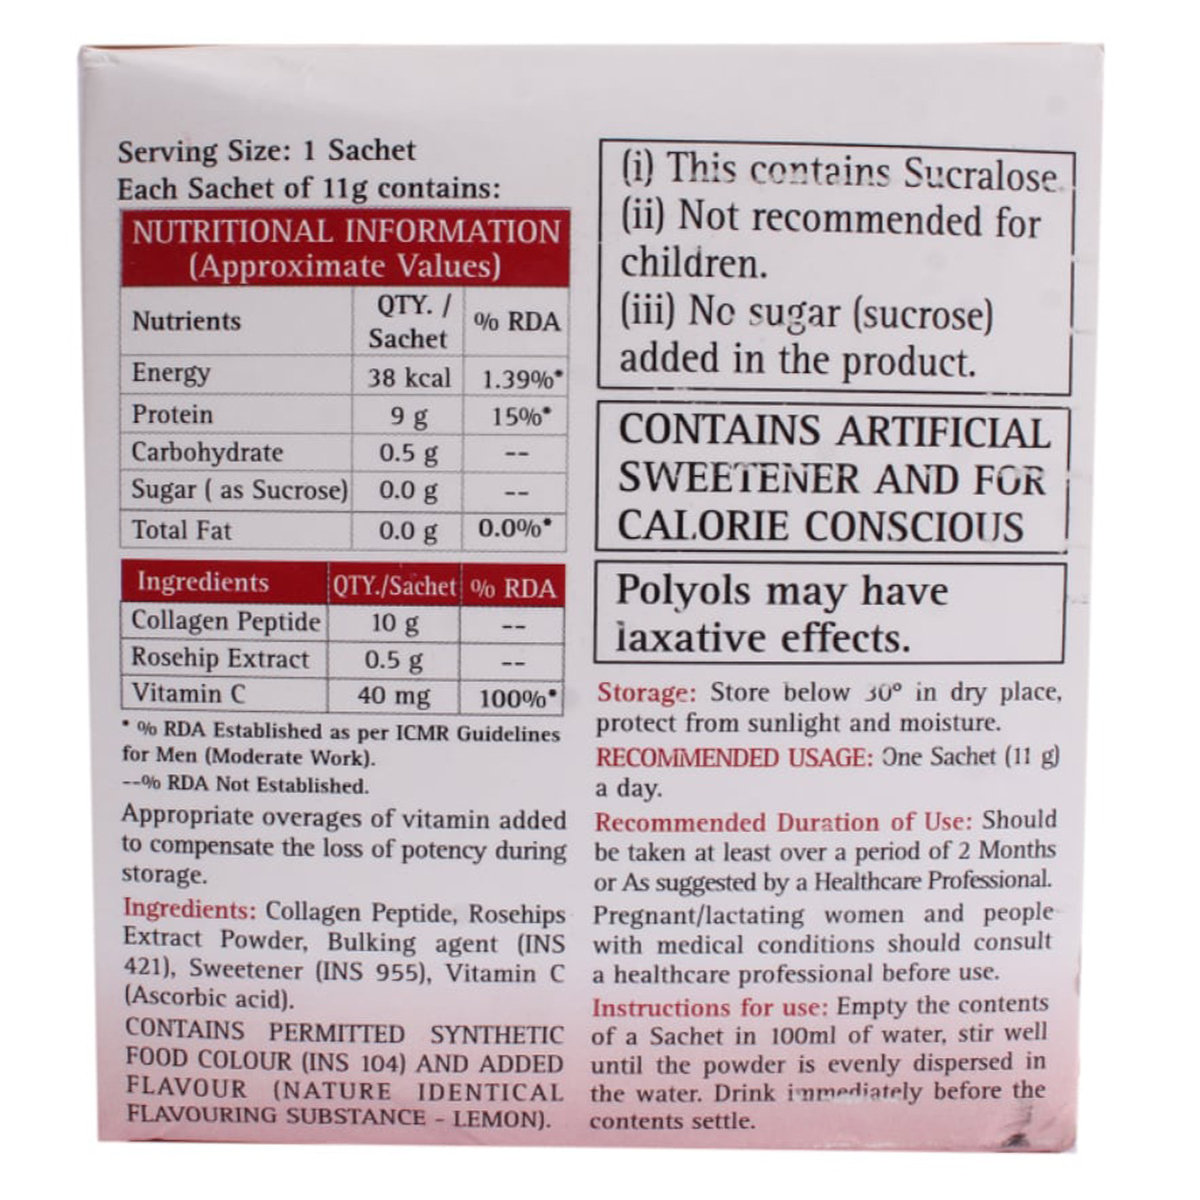 Serving Size: 1 Sachet
Each Sachet of 11g contains:
NUTRITIONAL INFORMATION
(Approximate Values)
Nutrients QTY. / Sachet % RDA
Energy 38 kcal 1.39%*
Protein 9 g 15%*
Carbohydrate 0.5 g --
Sugar ( as Sucrose) 0.0 g --
Total Fat 0.0 g 0.0%*
Ingredients QTY./Sachet % RDA
Collagen Peptide 10 g --
Rosehip Extract 0.5 g --
Vitamin C 40 mg 100%*
* % RDA Established as per ICMR Guidelines
for Men (Moderate Work).
--% RDA Not Established.
Appropriate overages of vitamin added
to compensate the loss of potency during
storage.
Ingredients: Collagen Peptide, Rosehips
Extract Powder, Bulking agent (INS
421), Sweetener (INS 955), Vitamin C
(Ascorbic acid).
CONTAINS PERMITTED SYNTHETIC
FOOD COLOUR (INS 104) AND ADDED
FLAVOUR (NATURE IDENTICAL
FLAVOURING SUBSTANCE - LEMON).
(i) This contains Sucralose.
(ii) Not recommended for
children.
(iii) No sugar (sucrose)
added in the product.
CONTAINS ARTIFICIAL
SWEETENER AND FOR
CALORIE CONSCIOUS
Polyols may have
laxative effects.
Storage: Store below 30° in dry place,
protect from sunlight and moisture.
RECOMMENDED USAGE: One Sachet (11 g)
a day.
Recommended Duration of Use: Should
be taken at least over a period of 2 Months
or As suggested by a Healthcare Professional.
Pregnant/lactating women and people
with medical conditions should consult
a healthcare professional before use.
Instructions for use: Empty the contents
of a Sachet in 100ml of water, stir well
until the powder is evenly dispersed in
the water. Drink immediately before the
contents settle.